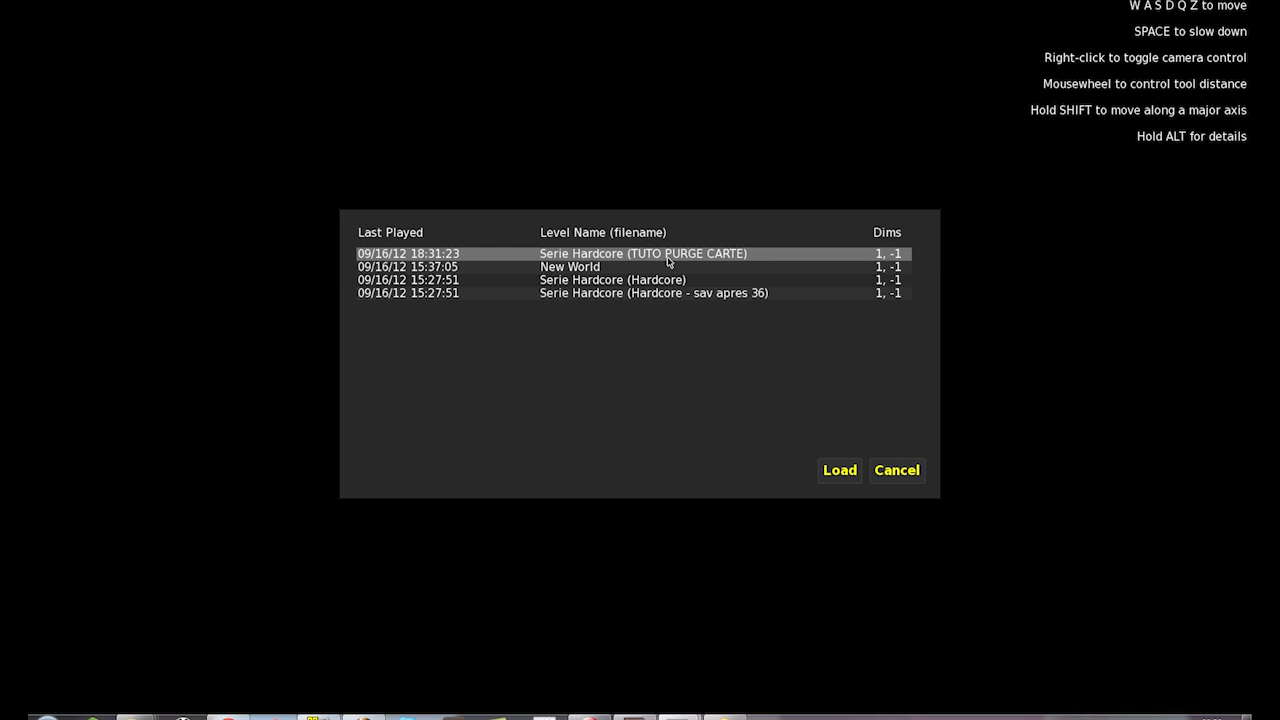 W A S D Q Z to move
SPACE to slow down
Right-click to toggle camera control
Mousewheel to control tool distance
Hold SHIFT to move along a major axis
Hold ALT for details
Last Played Level Name (filename) Dims
09/16/12 18:31:23 Serie Hardcore (TUTO PURGE CARTE) 1, -1
09/16/12 15:37:05 New World 1, -1
09/16/12 15:27:51 Serie Hardcore (Hardcore) 1, -1
09/16/12 15:27:51 Serie Hardcore (Hardcore - sav apres 36) 1, -1
Load Cancel